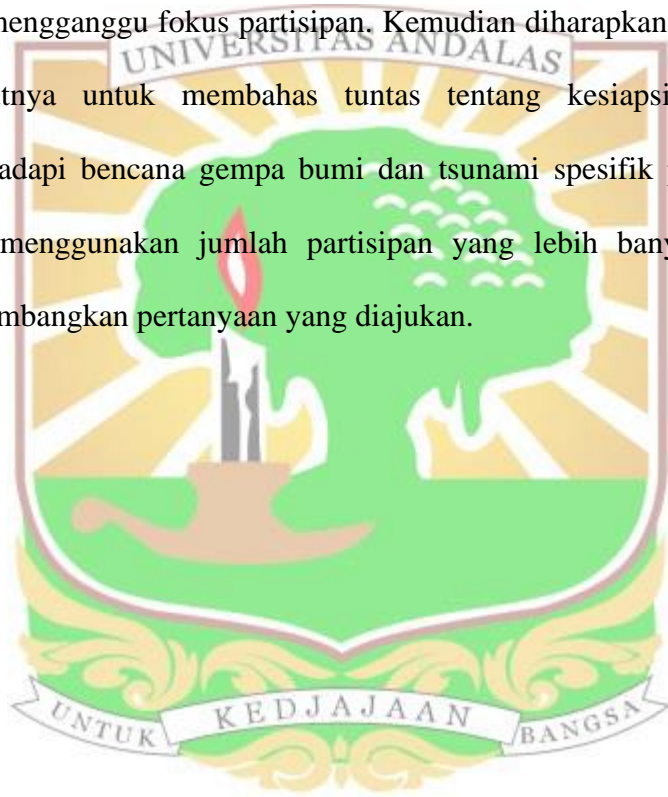 mengganggu fokus partisipan. Kemudian diharapkan
UNIVERSITAS ANDALAS
tnya untuk membahas tuntas tentang kesiapsi
adapi bencana gempa bumi dan tsunami spesifik
menggunakan jumlah partisipan yang lebih bany
mbangkan pertanyaan yang diajukan.
UNTUK KEDJAJAAN BANGSA